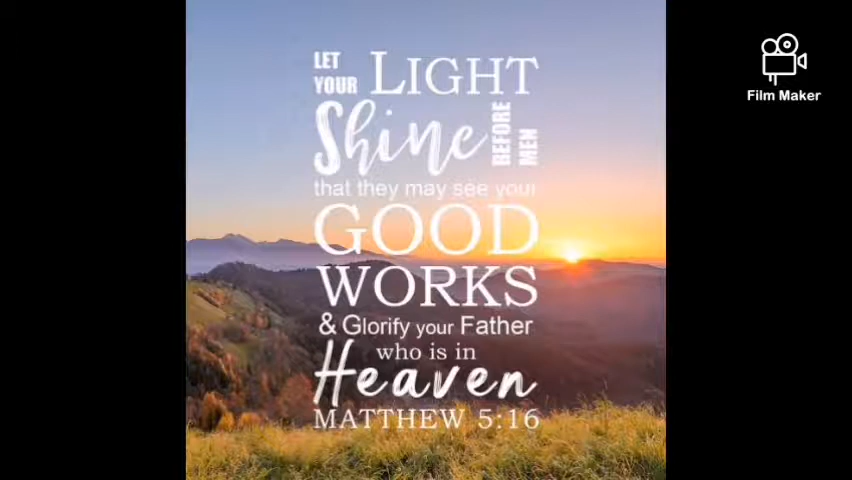 LET YOUR LIGHT
Shine BEFORE MEN
that they may see your
GOOD
WORKS
& Glorify your Father
who is in
Heaven
MATTHEW 5:16
Film Maker